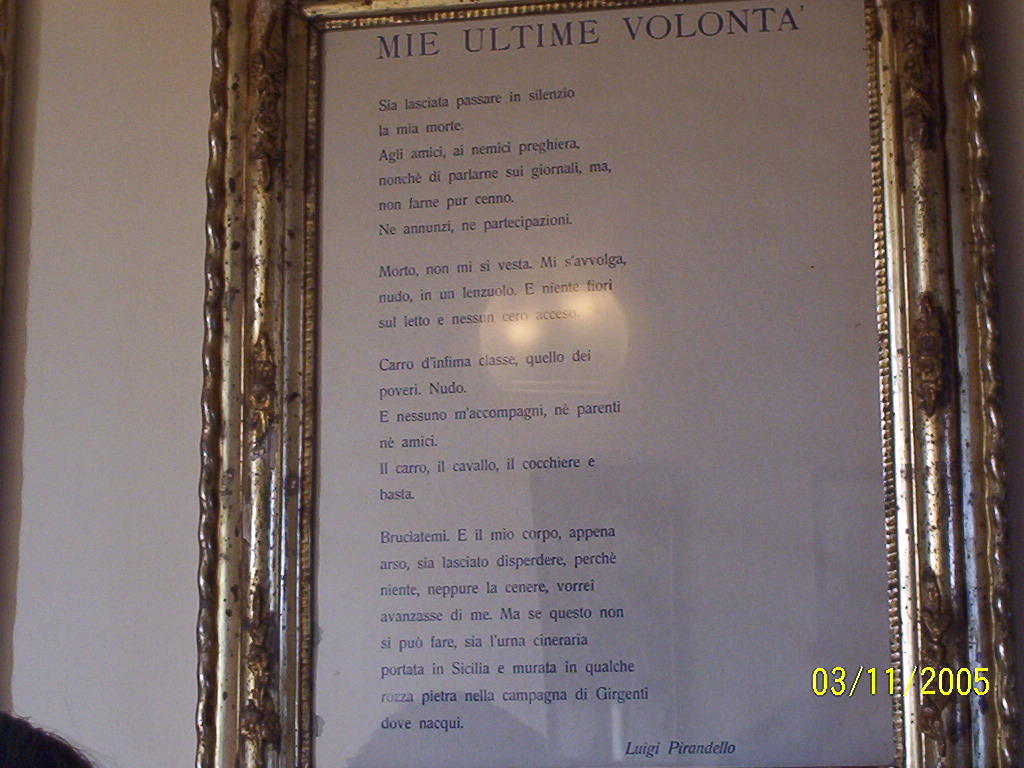 MIE ULTIME VOLONTA'
Sia lasciata passare in silenzio
la mia morte.
Agli amici, ai nemici preghiera,
nonchè di parlarne sui giornali, ma,
non farne pur cenno.
Ne annunzi, ne partecipazioni.
Morto, non mi si vesta. Mi s'avvolga,
nudo, in un lenzuolo. E niente fiori
sul letto e nessun cero acceso.
Carro d'infima classe, quello dei
poveri. Nudo.
E nessuno m'accompagni, nè parenti
nè amici.
Il carro, il cavallo, il cocchiere e
basta.
Bruciatemi. E il mio corpo, appena
arso, sia lasciato disperdere, perchè
niente, neppure la cenere, vorrei
avanzasse di me. Ma se questo non
si può fare, sia l'urna cineraria
portata in Sicilia e murata in qualche
rozza pietra nella campagna di Girgenti
dove nacqui.
Luigi Pirandello
03/11/2005